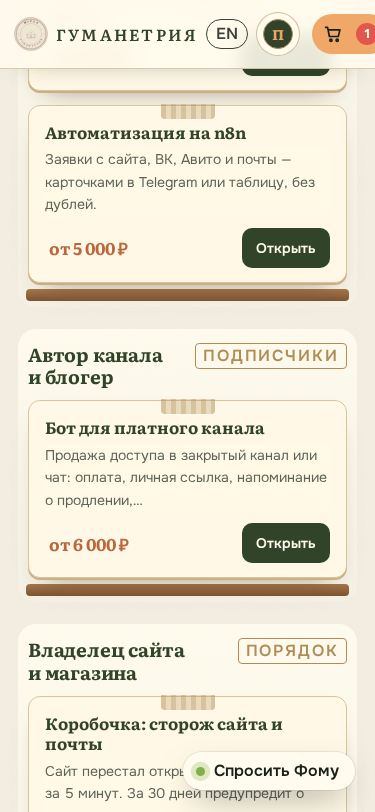 ГУМАНЕТРИЯ
EN
П
1
Автоматизация на n8n
Заявки с сайта, ВК, Авито и почты —
карточками в Telegram или таблицу, без
дублей.
от 5 000 ₽
Открыть
Автор канала
и блогер
ПОДПИСЧИКИ
Бот для платного канала
Продажа доступа в закрытый канал или
чат: оплата, личная ссылка, напоминание
о продлении,…
от 6 000 ₽
Открыть
Владелец сайта
и магазина
ПОРЯДОК
Коробочка: сторож сайта и
почты
Сайт перестал
за 5 минут. За 30 дней предупредит о
Спросить Фому